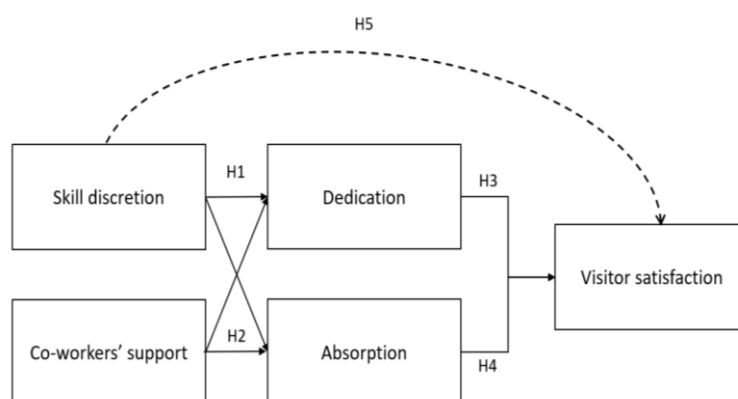 H5
Skill discretion
H1
Dedication
H3
Visitor satisfaction
Co-workers' support
H2
Absorption
H4